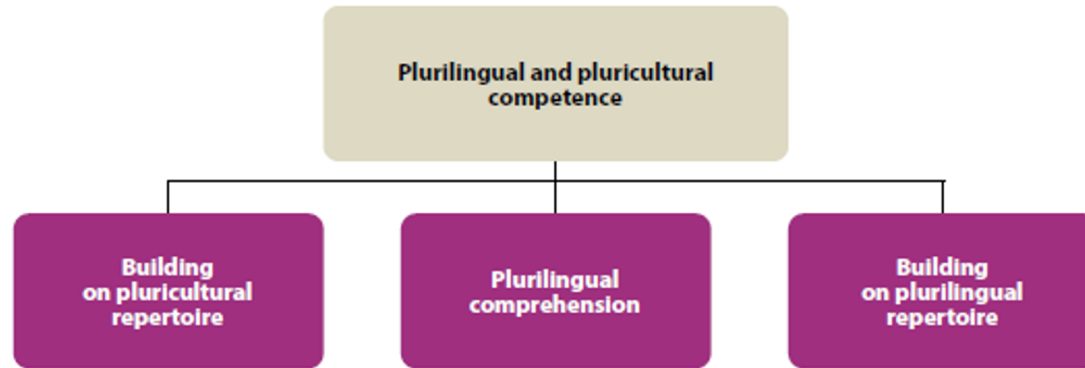 Plurilingual and pluricultural
competence
Building
on pluricultural
repertoire
Plurilingual
comprehension
Building
on plurilingual
repertoire